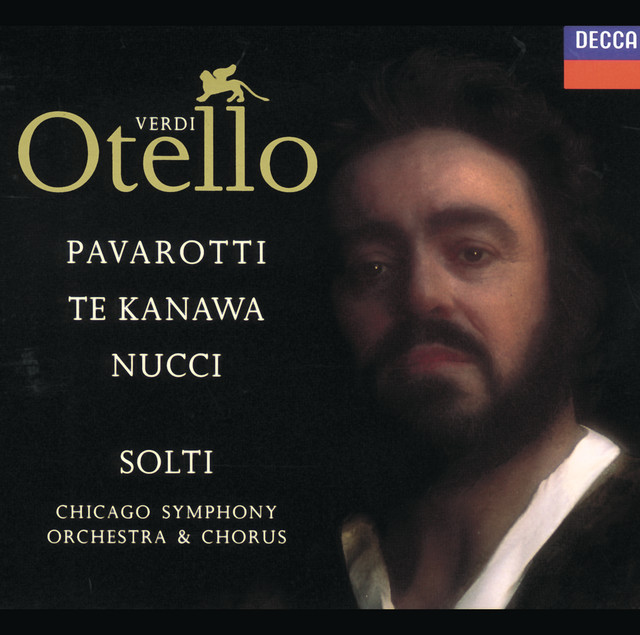 DECCA
VERDI
Otello
PAVAROTTI
TE KANAWA
NUCCI
SOLTI
CHICAGO SYMPHONY
ORCHESTRA & CHORUS